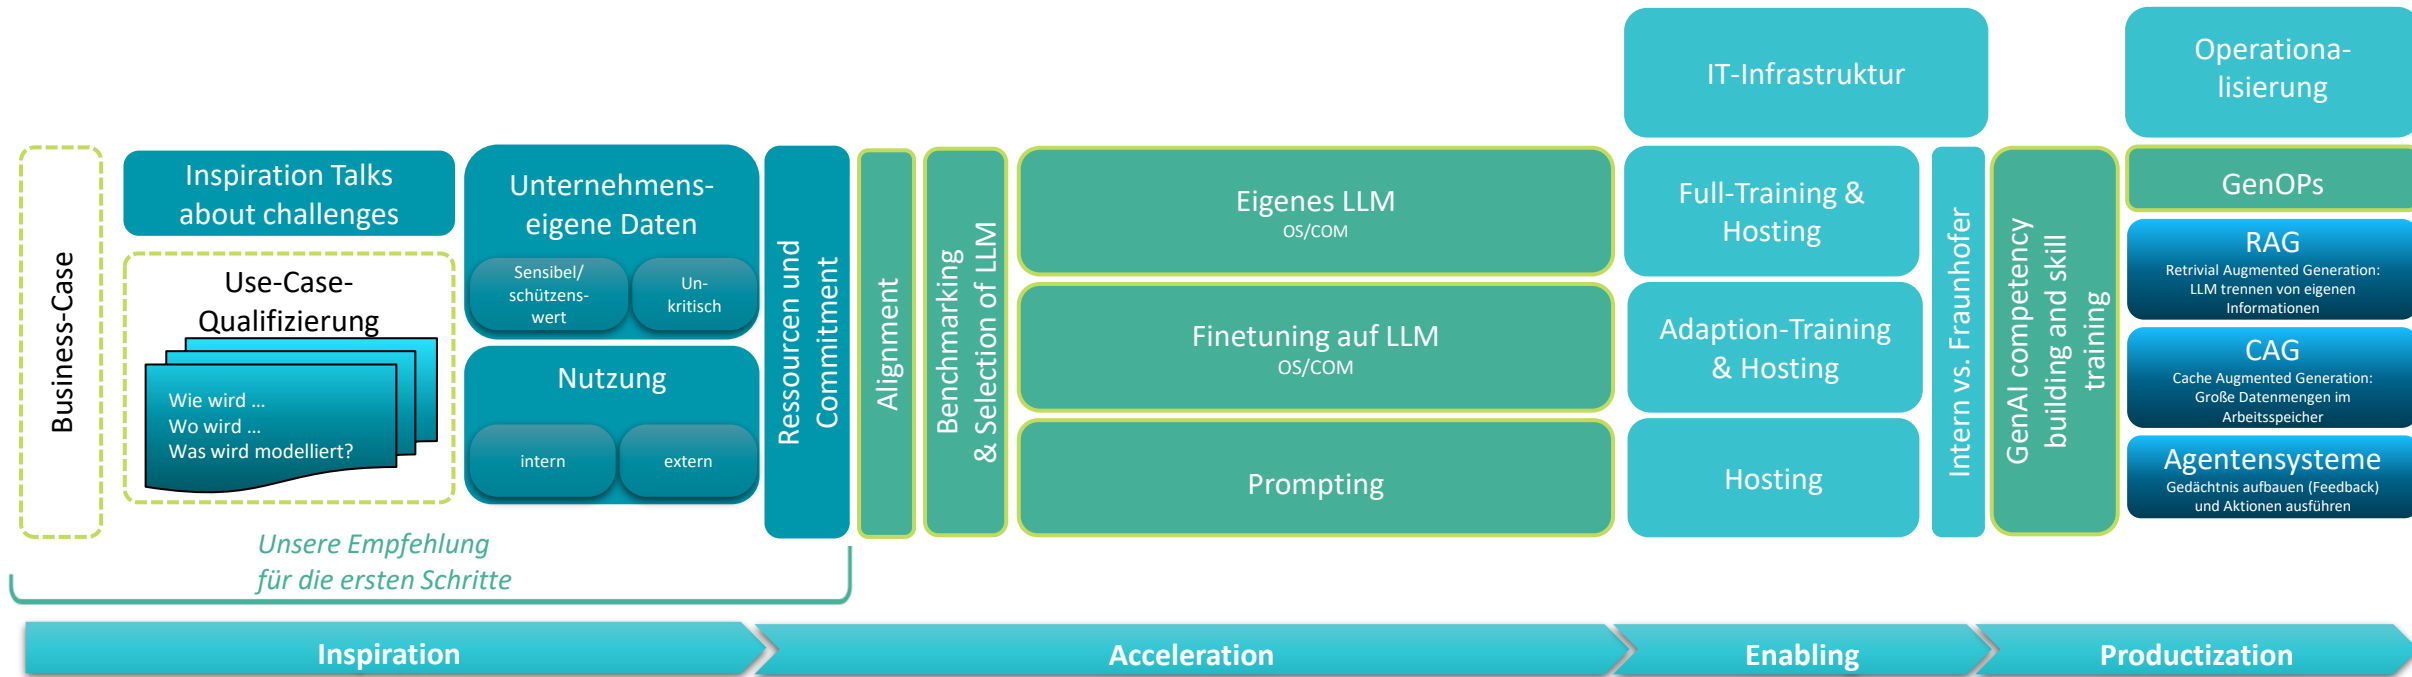 Business-Case
Inspiration Talks
about challenges
Use-Case-
Qualifizierung
Wie wird ...
Wo wird ...
Was wird modelliert?
Unternehmens-
eigene Daten
Sensibel/
schützens-
wert
Un-
kritisch
Nutzung
intern
extern
Ressourcen und
Commitment
Unsere Empfehlung
für die ersten Schritte
Alignment
Benchmarking
& Selection of LLM
Eigenes LLM
OS/COM
Finetuning auf LLM
OS/COM
Prompting
IT-Infrastruktur
Full-Training &
Hosting
Adaption-Training
& Hosting
Hosting
Intern vs. Fraunhofer
GenAI competency
building and skill
training
Operationa-
lisierung
GenOPs
RAG
Retrivial Augmented Generation:
LLM trennen von eigenen
Informationen
CAG
Cache Augmented Generation:
Große Datenmengen im
Arbeitsspeicher
Agentensysteme
Gedächtnis aufbauen (Feedback)
und Aktionen ausführen
Inspiration
Acceleration
Enabling
Productization